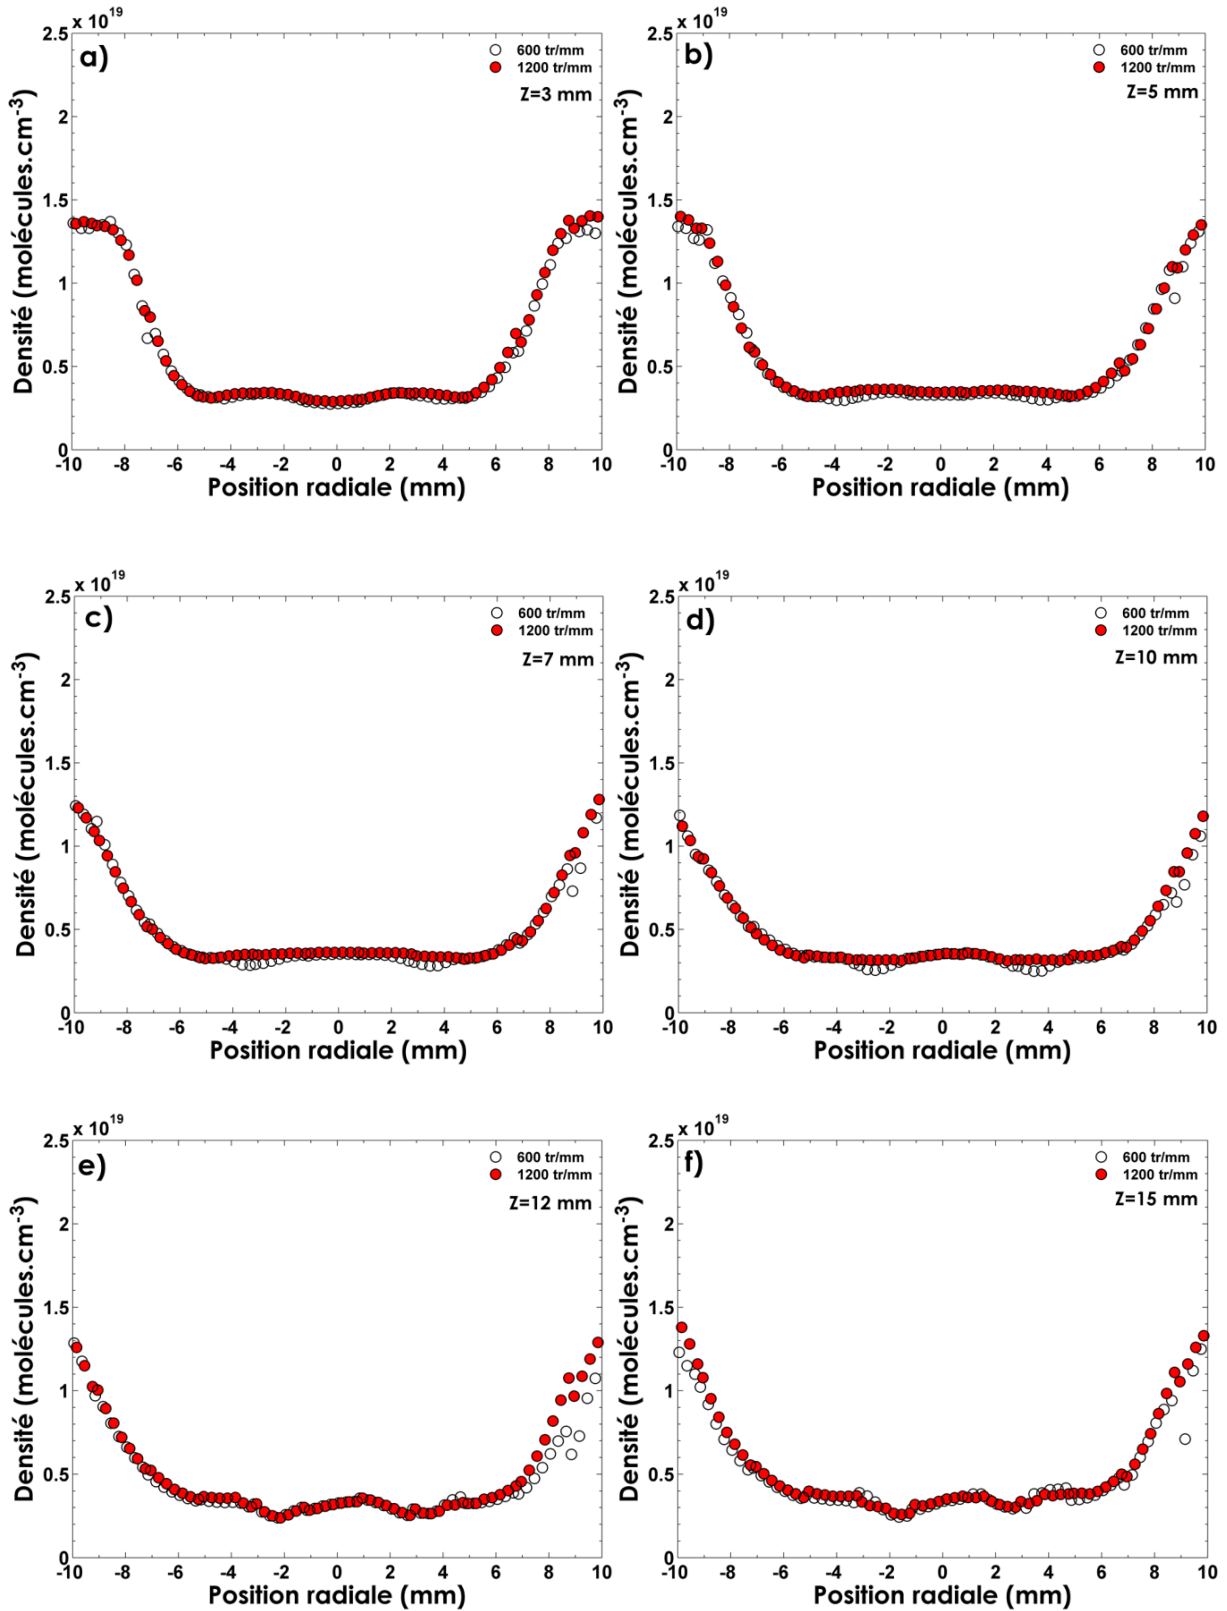 x 10^19
a)
600 tr/mm
1200 tr/mm
Z=3 mm
2.5
2
1.5
1
0.5
0
Densité (molécules.cm^-3)
-10 -8 -6 -4 -2 0 2 4 6 8 10
Position radiale (mm)
x 10^19
b)
600 tr/mm
1200 tr/mm
Z=5 mm
2.5
2
1.5
1
0.5
0
Densité (molécules.cm^-3)
-10 -8 -6 -4 -2 0 2 4 6 8 10
Position radiale (mm)
x 10^19
c)
600 tr/mm
1200 tr/mm
Z=7 mm
2.5
2
1.5
1
0.5
0
Densité (molécules.cm^-3)
-10 -8 -6 -4 -2 0 2 4 6 8 10
Position radiale (mm)
x 10^19
d)
600 tr/mm
1200 tr/mm
Z=10 mm
2.5
2
1.5
1
0.5
0
Densité (molécules.cm^-3)
-10 -8 -6 -4 -2 0 2 4 6 8 10
Position radiale (mm)
x 10^19
e)
600 tr/mm
1200 tr/mm
Z=12 mm
2.5
2
1.5
1
0.5
0
Densité (molécules.cm^-3)
-10 -8 -6 -4 -2 0 2 4 6 8 10
Position radiale (mm)
x 10^19
f)
600 tr/mm
1200 tr/mm
Z=15 mm
2.5
2
1.5
1
0.5
0
Densité (molécules.cm^-3)
-10 -8 -6 -4 -2 0 2 4 6 8 10
Position radiale (mm)